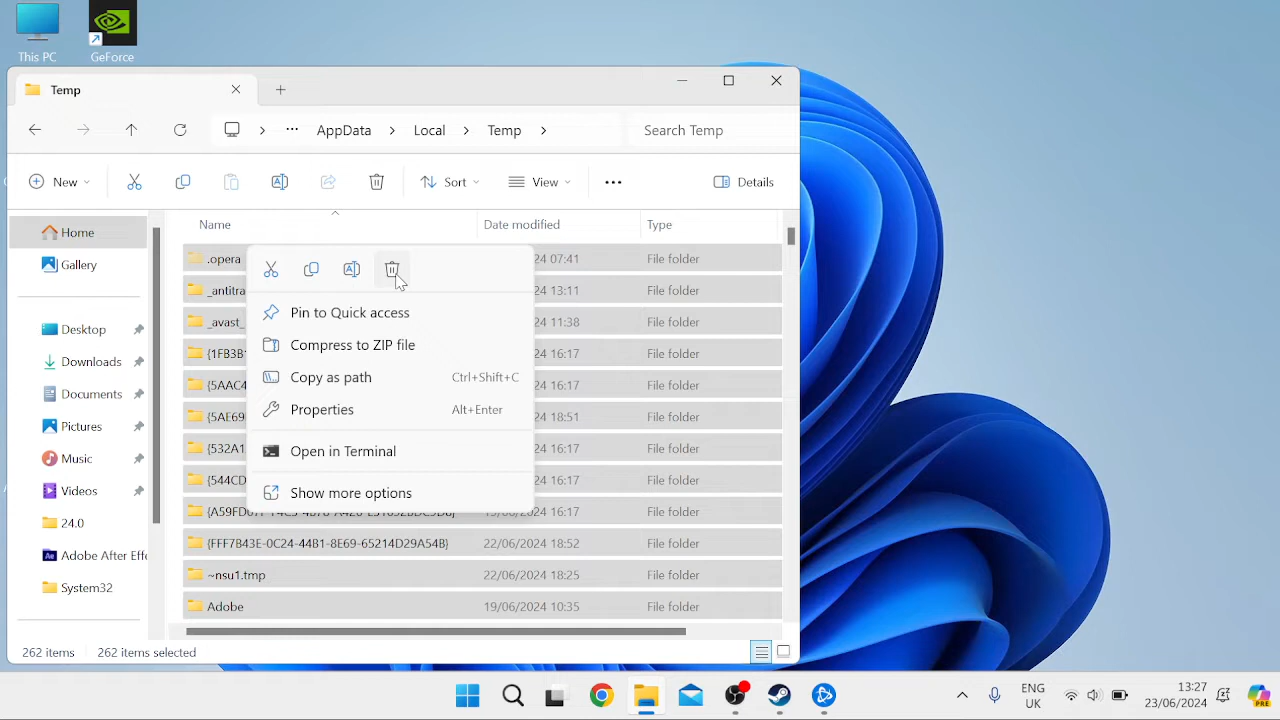 This PC
GeForce
Temp
AppData
Local
Temp
Search Temp
New
Sort
View
Details
Name
Date modified
Type
Home
Gallery
Desktop
Downloads
Documents
Pictures
Music
Videos
24.0
Adobe After Effe
System32
.opera
24 07:41
File folder
_antitra
24 13:11
File folder
_avast_
24 11:38
File folder
{1FB3B1
24 16:17
File folder
{5AAC4
24 16:17
File folder
{5AF69
24 18:51
File folder
{532A1
24 16:17
File folder
{544CD
24 16:17
File folder
24 16:17
File folder
{FFF7B43E-0C24-44B1-8E69-65214D29A54B}
22/06/2024 18:52
File folder
~nsu1.tmp
22/06/2024 18:25
File folder
Adobe
19/06/2024 10:35
File folder
Pin to Quick access
Compress to ZIP file
Copy as path
Ctrl+Shift+C
Properties
Alt+Enter
Open in Terminal
Show more options
262 items
262 items selected
ENG
UK
13:27
23/06/2024
PRE